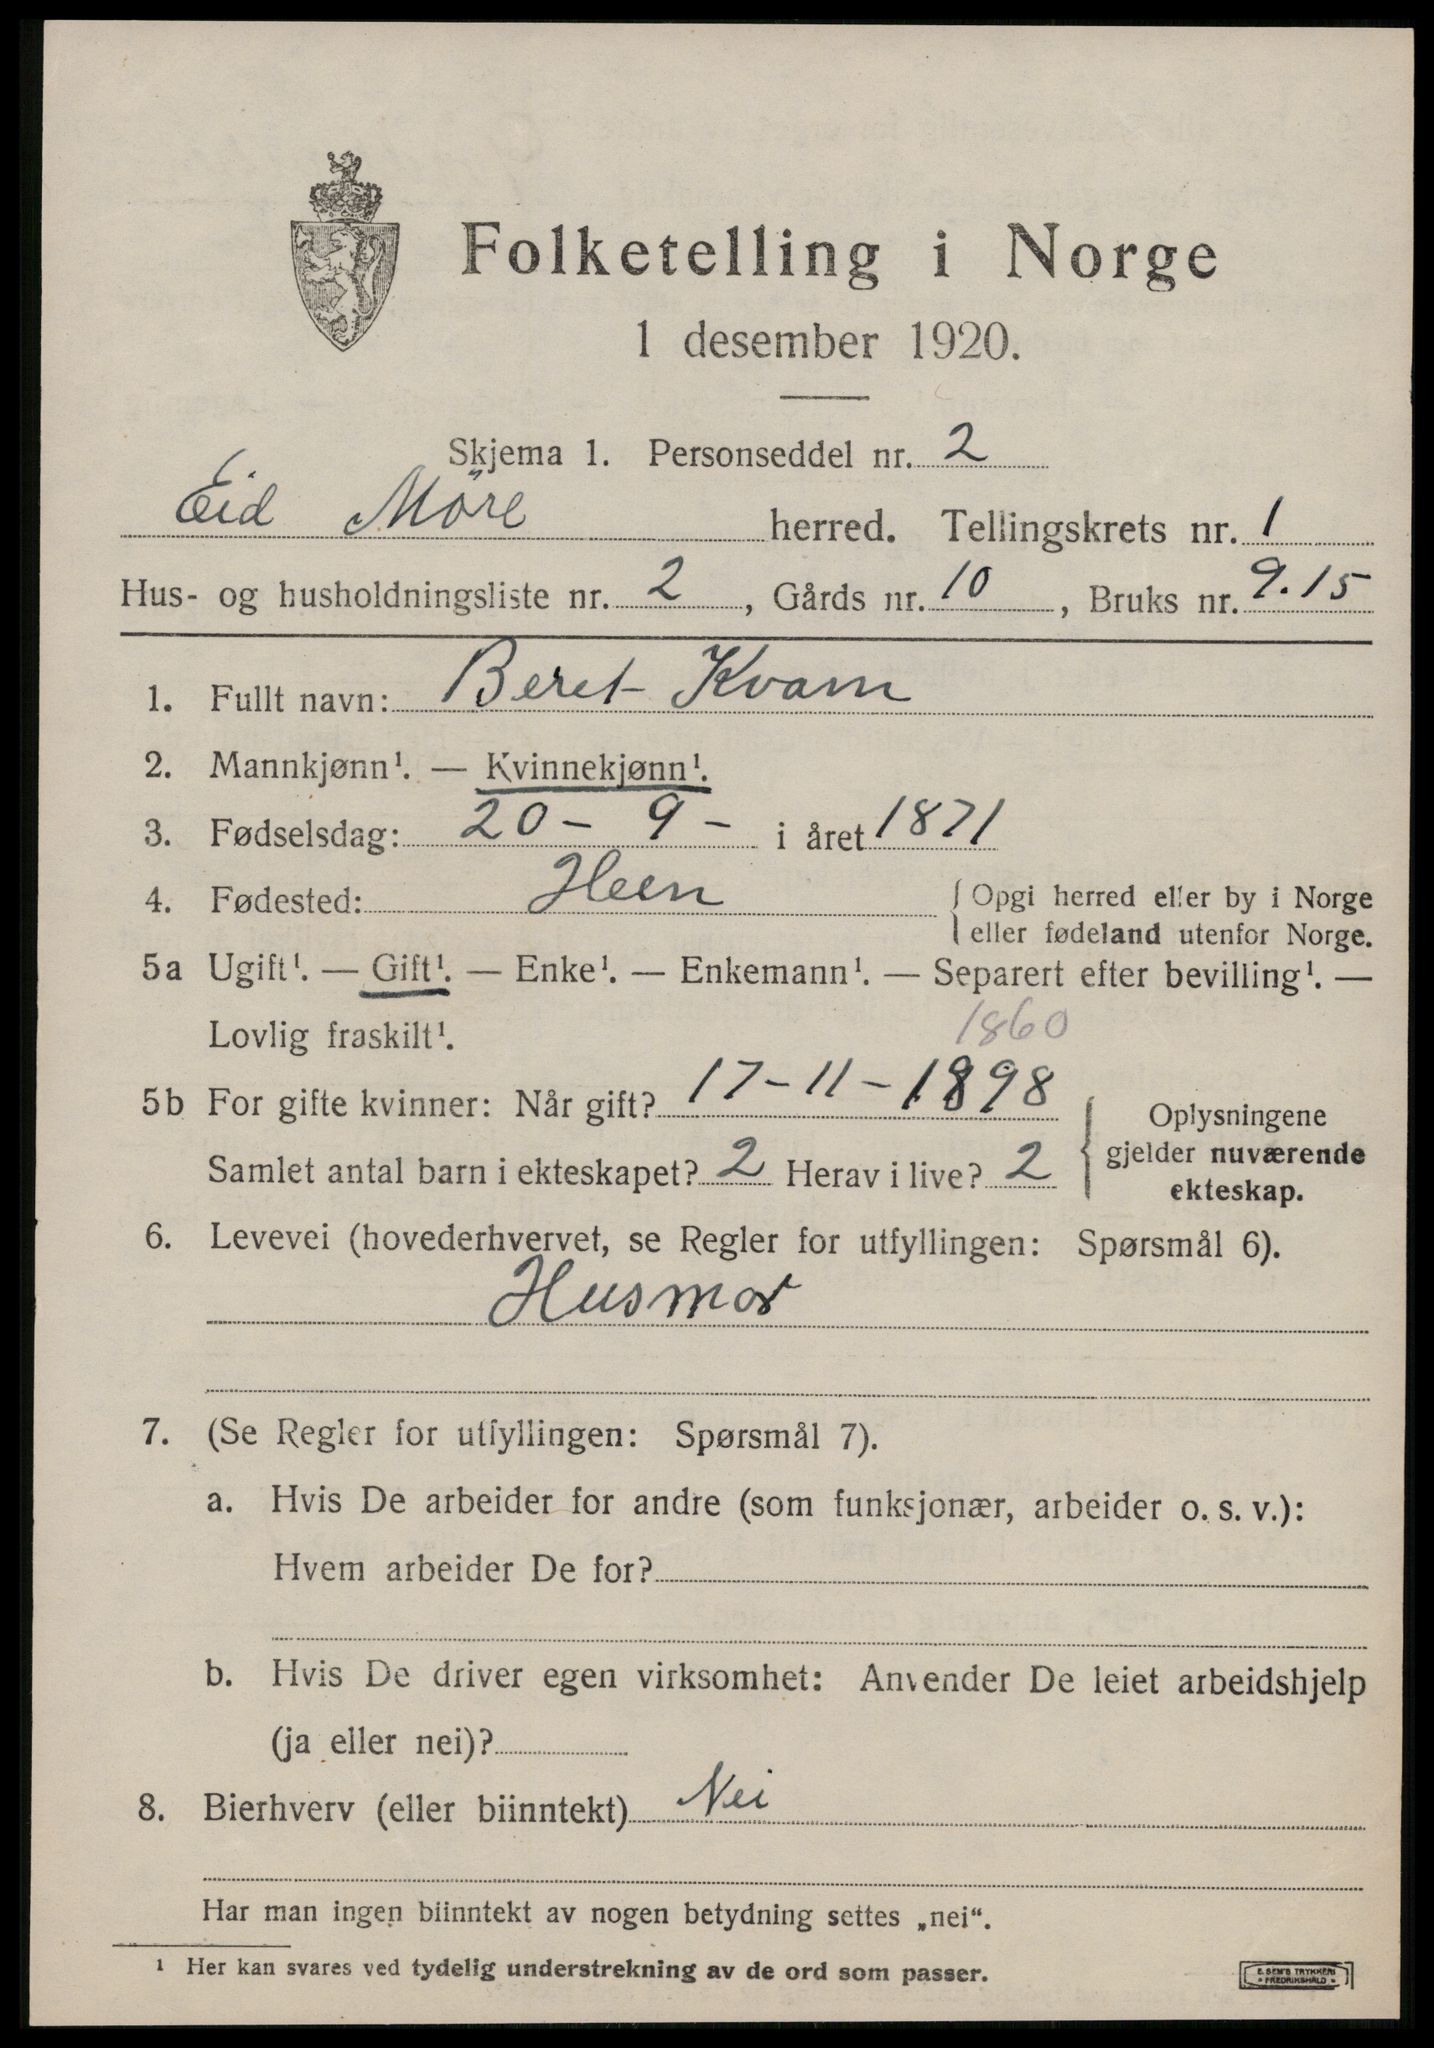 Folketelling i Norge
1 desember 1920.
Skjema 1. Personseddel nr. 2
Eid Möre herred. Tellingskrets nr. 1
Hus- og husholdningsliste nr. 2, Gårds nr. 10, Bruks nr. 9.15
1. Fullt navn: Beret Kvam
2. Mannkjønn¹. — Kvinnekjønn¹.
3. Fødselsdag: 20 - 9 - i året 1871
4. Fødested: Heen { Opgi herred eller by i Norge
eller fødeland utenfor Norge.
5a Ugift¹. — Gift¹. — Enke¹. — Enkemann¹. — Separert efter bevilling¹. —
Lovlig fraskilt¹. 1860
5b For gifte kvinner: Når gift? 17-11-1898
Samlet antal barn i ekteskapet? 2 Herav i live? 2
Oplysningene
gjelder nuværende
ekteskap.
6. Levevei (hovederhvervet, se Regler for utfyllingen: Spørsmål 6).
Husmor
7. (Se Regler for utfyllingen: Spørsmål 7).
a. Hvis De arbeider for andre (som funksjonær, arbeider o. s. v.):
Hvem arbeider De for?
b. Hvis De driver egen virksomhet: Anvender De leiet arbeidshjelp
(ja eller nei)?
8. Bierhverv (eller biinntekt) Nei
Har man ingen biinntekt av nogen betydning settes „nei“.
¹ Her kan svares ved tydelig understrekning av de ord som passer.
E. SEM'S TRYKKERI
FREDRIKSHALD